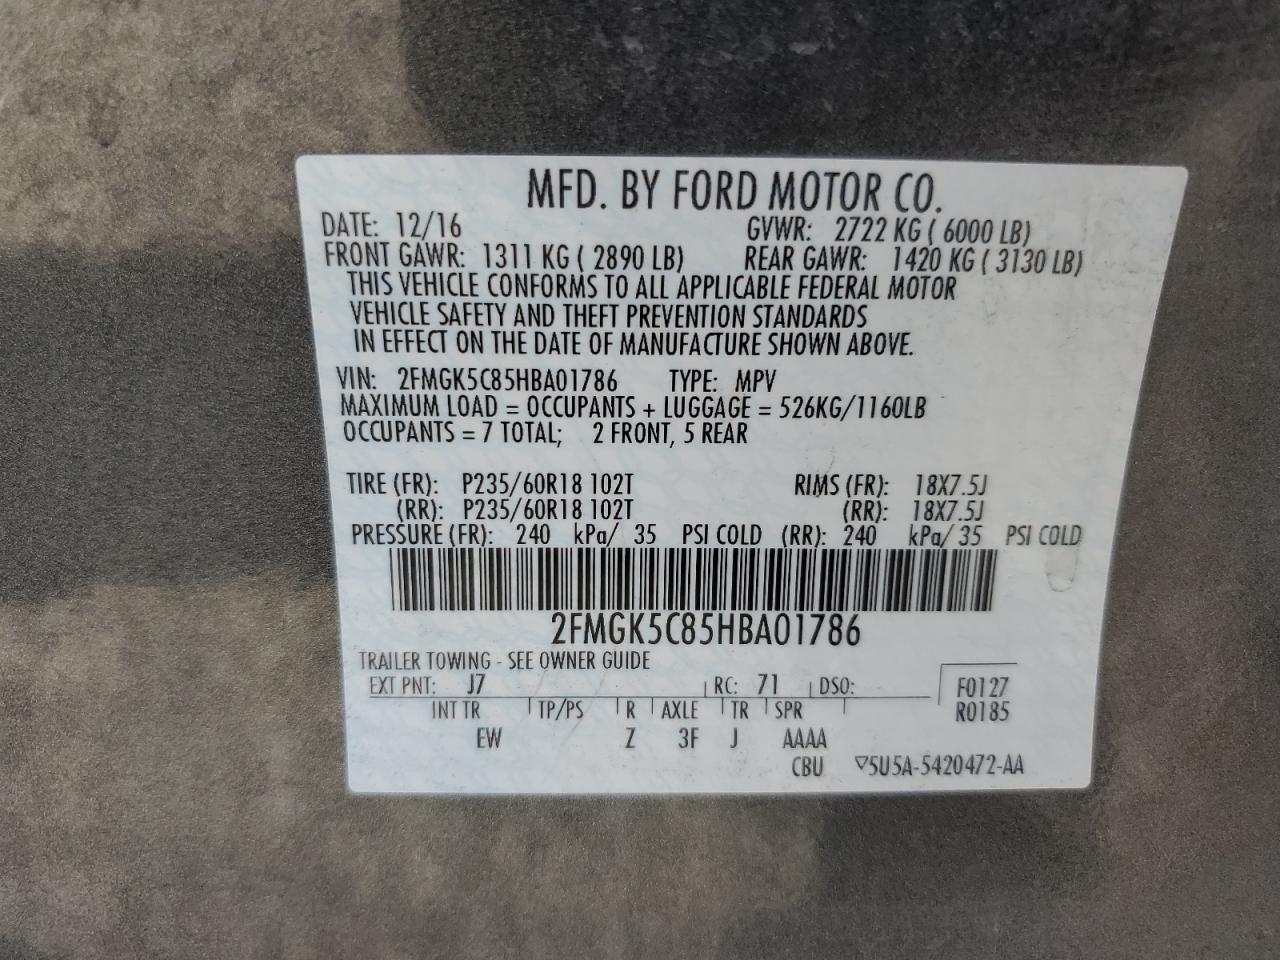 MFD. BY FORD MOTOR CO.
DATE: 12/16 GVWR: 2722 KG ( 6000 LB)
FRONT GAWR: 1311 KG ( 2890 LB) REAR GAWR: 1420 KG ( 3130 LB)
THIS VEHICLE CONFORMS TO ALL APPLICABLE FEDERAL MOTOR
VEHICLE SAFETY AND THEFT PREVENTION STANDARDS
IN EFFECT ON THE DATE OF MANUFACTURE SHOWN ABOVE.
VIN: 2FMGK5C85HBA01786 TYPE: MPV
MAXIMUM LOAD = OCCUPANTS + LUGGAGE = 526KG/1160LB
OCCUPANTS = 7 TOTAL; 2 FRONT, 5 REAR
TIRE (FR): P235/60R18 102T RIMS (FR): 18X7.5J
(RR): P235/60R18 102T (RR): 18X7.5J
PRESSURE (FR): 240 kPa/ 35 PSI COLD (RR): 240 kPa/ 35 PSI COLD
2FMGK5C85HBA01786
TRAILER TOWING - SEE OWNER GUIDE
EXT PNT: J7 RC: 71 DSO: F0127
INT TR TP/PS R AXLE TR SPR R0185
EW Z 3F J AAAA
CBU ▽5U5A-5420472-AA